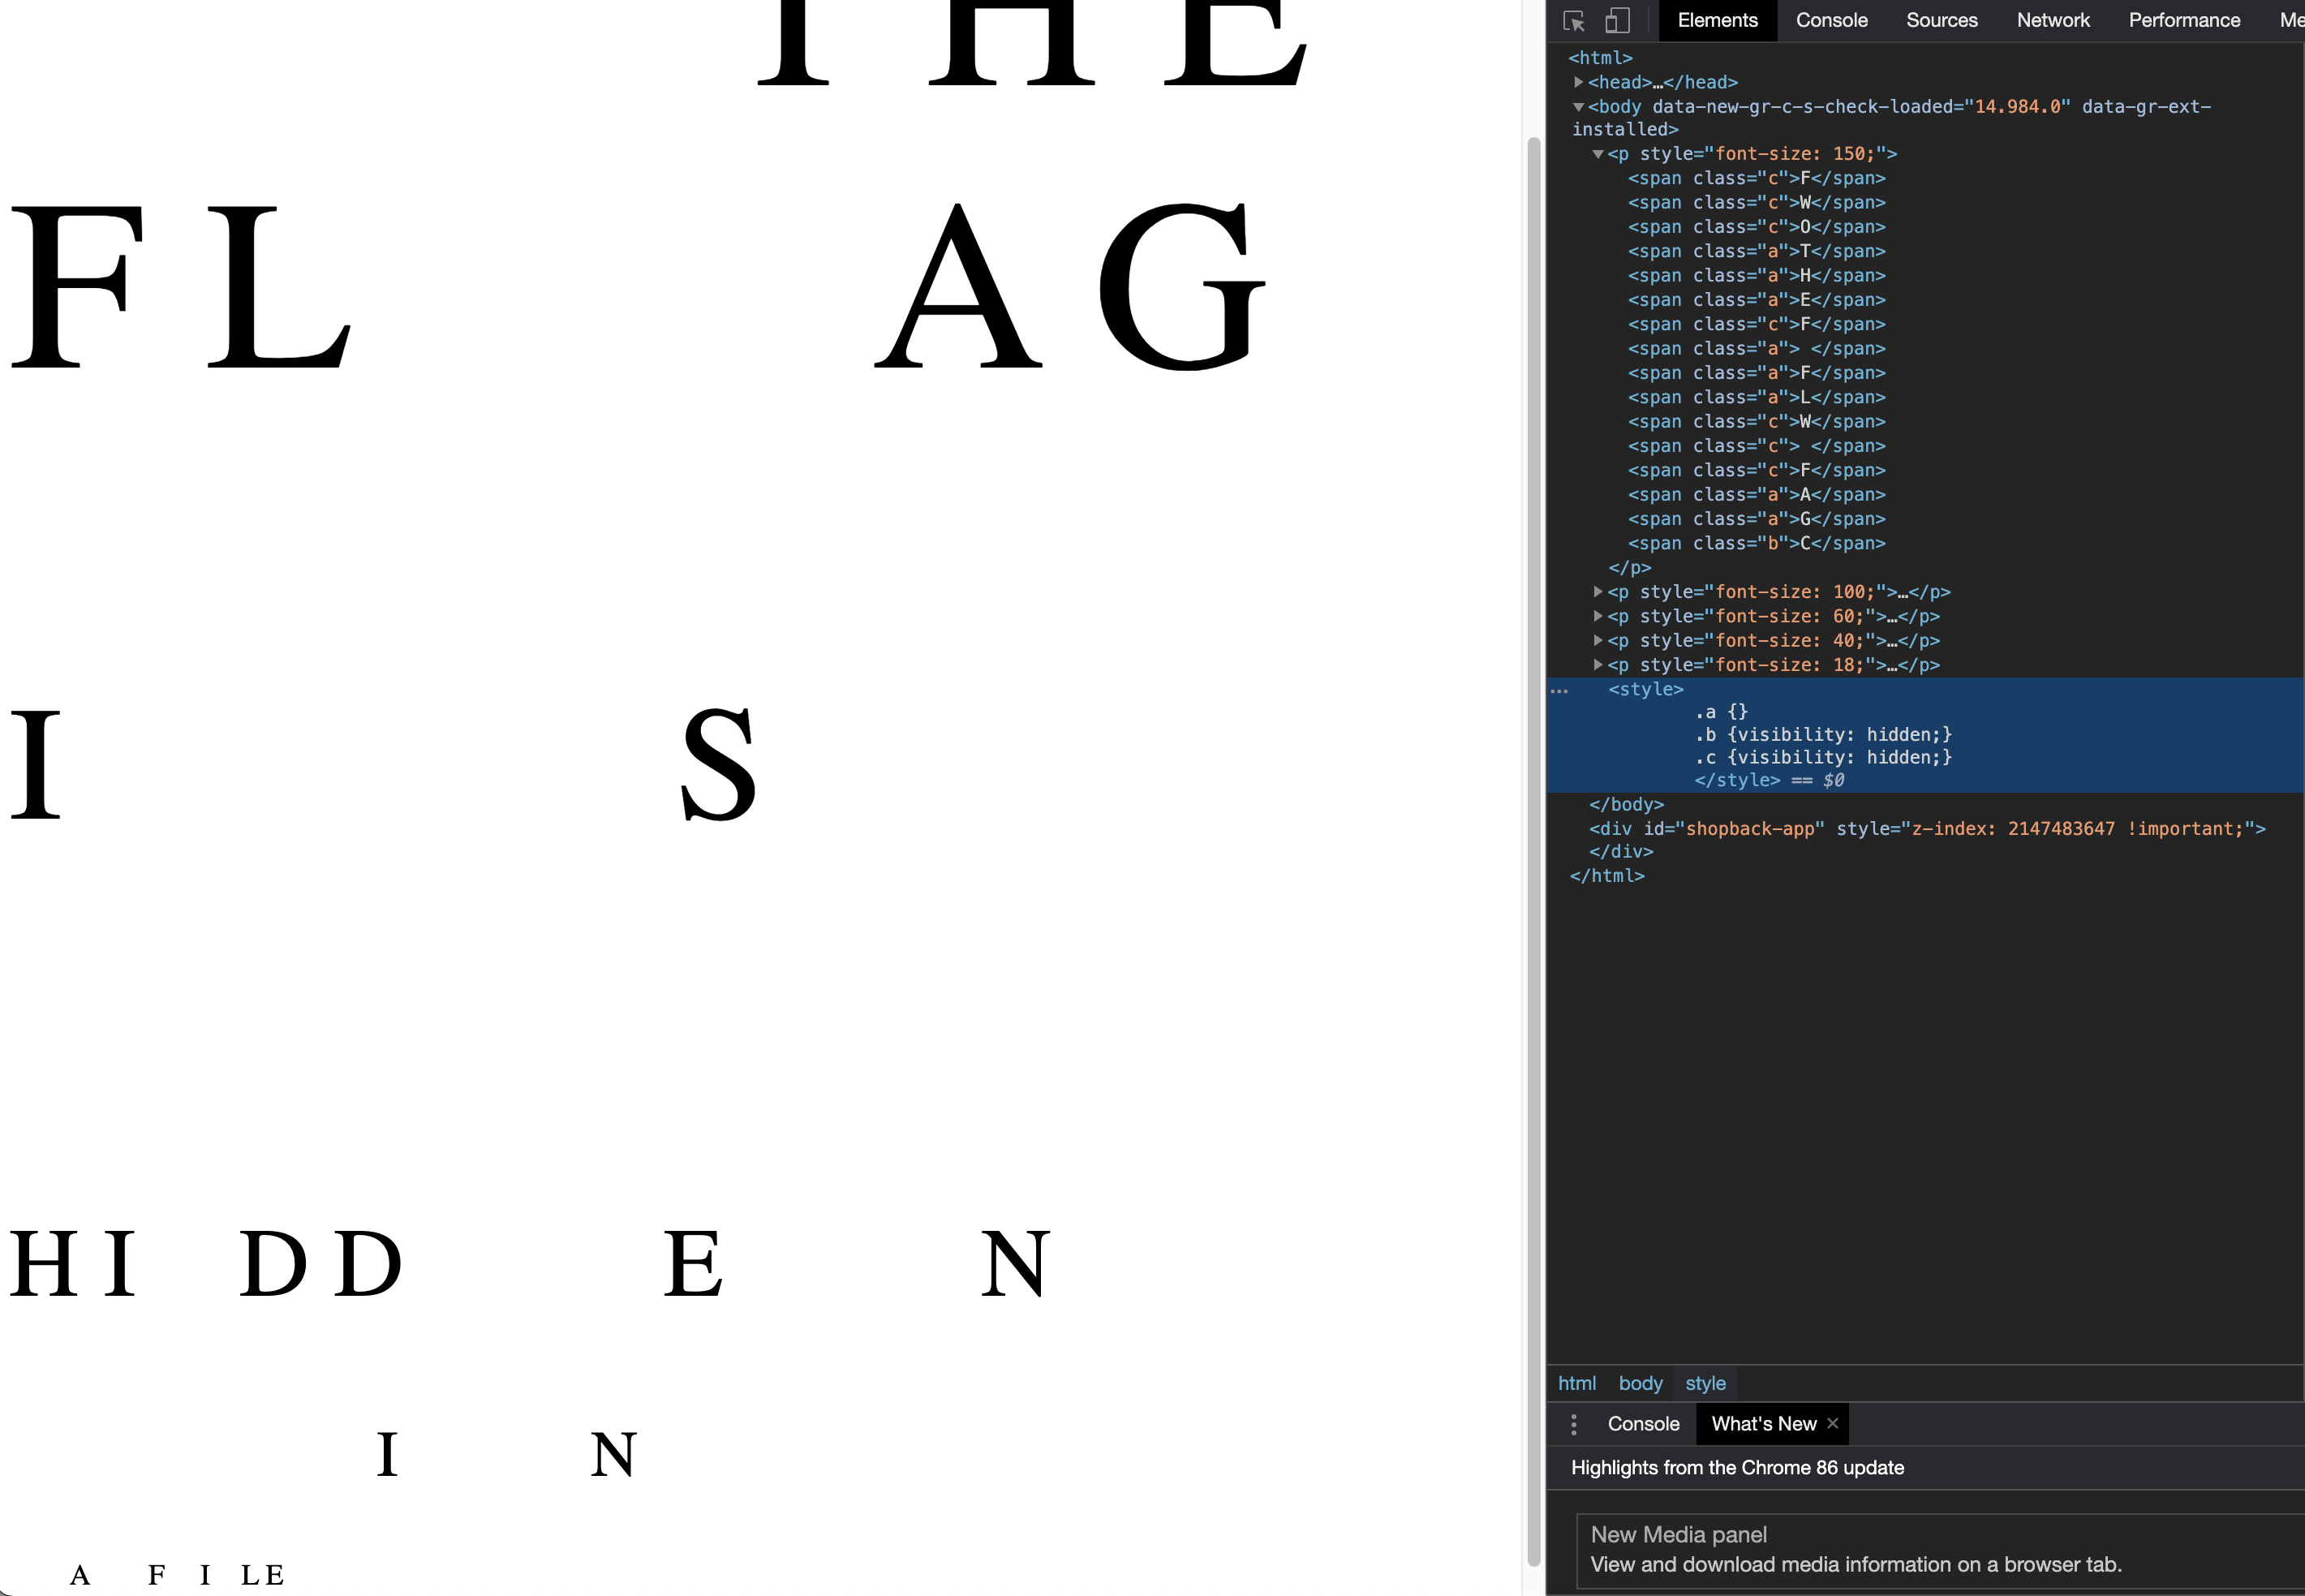 THE
FL AG
I S
HI DD E N
I N
A F I LE
Elements Console Sources Network Performance Me
<html>
<head>…</head>
<body data-new-gr-c-s-check-loaded="14.984.0" data-gr-ext-
installed>
<p style="font-size: 150;">
<span class="c">F</span>
<span class="c">W</span>
<span class="c">O</span>
<span class="a">T</span>
<span class="a">H</span>
<span class="a">E</span>
<span class="c">F</span>
<span class="a"> </span>
<span class="a">F</span>
<span class="a">L</span>
<span class="c">W</span>
<span class="c"> </span>
<span class="c">F</span>
<span class="a">A</span>
<span class="a">G</span>
<span class="b">C</span>
</p>
<p style="font-size: 100;">…</p>
<p style="font-size: 60;">…</p>
<p style="font-size: 40;">…</p>
<p style="font-size: 18;">…</p>
<style>
.a {}
.b {visibility: hidden;}
.c {visibility: hidden;}
</style> == $0
</body>
<div id="shopback-app" style="z-index: 2147483647 !important;">
</div>
</html>
html body style
Console What's New ×
Highlights from the Chrome 86 update
New Media panel
View and download media information on a browser tab.